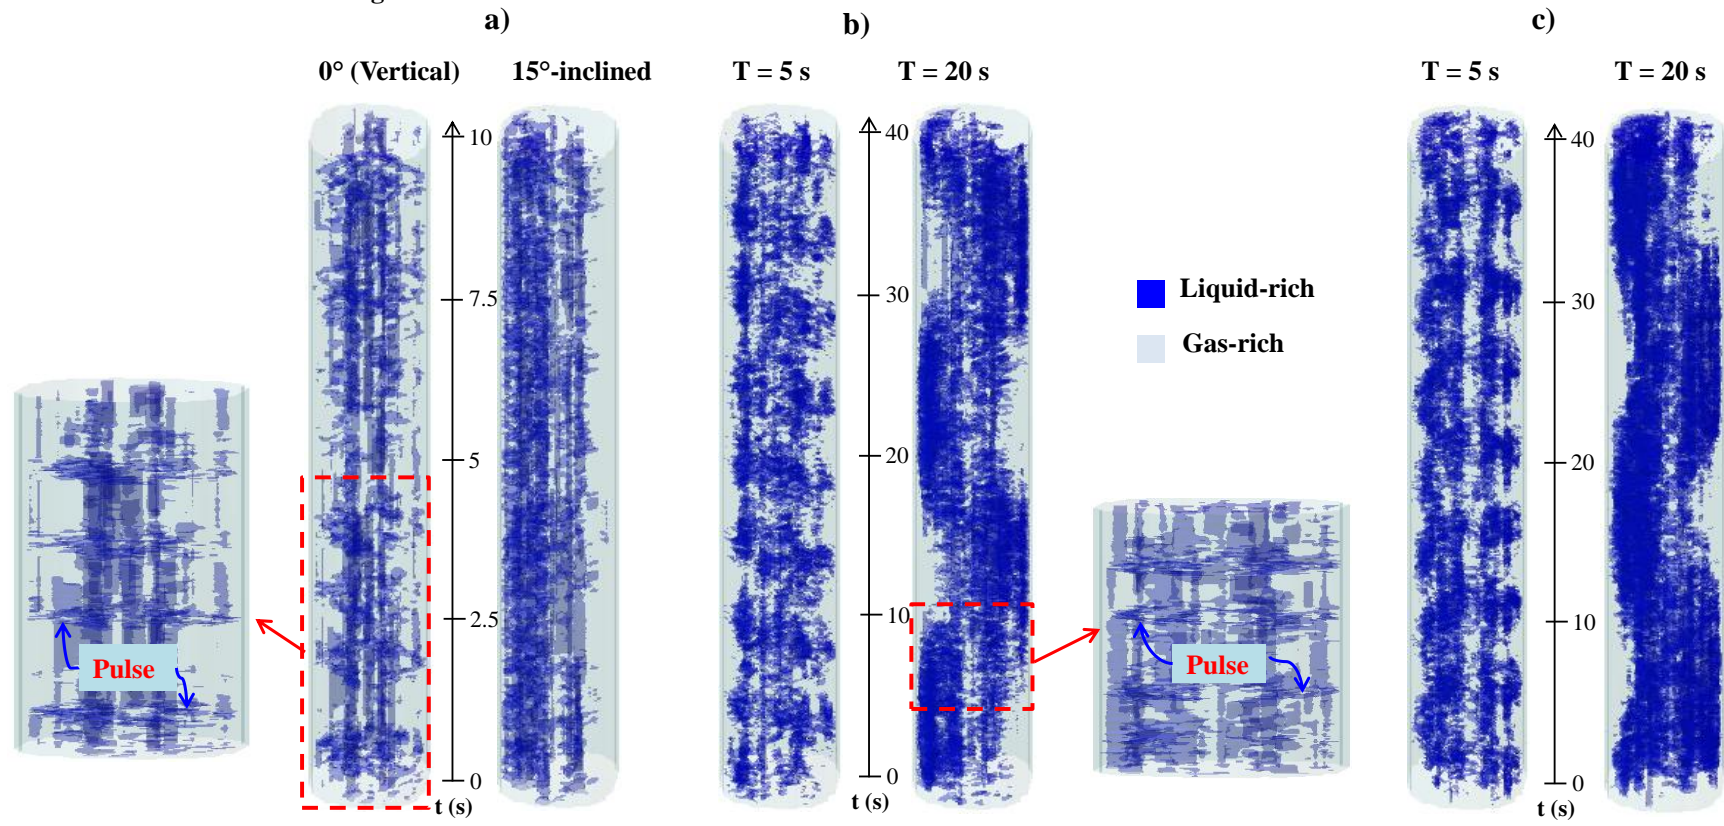 g
a)
b)
c)
0° (Vertical)
15°-inclined
T = 5 s
T = 20 s
T = 5 s
T = 20 s
10
7.5
5
2.5
0
t (s)
40
30
20
10
0
t (s)
Liquid-rich
Gas-rich
Pulse
Pulse
40
30
20
10
0
t (s)